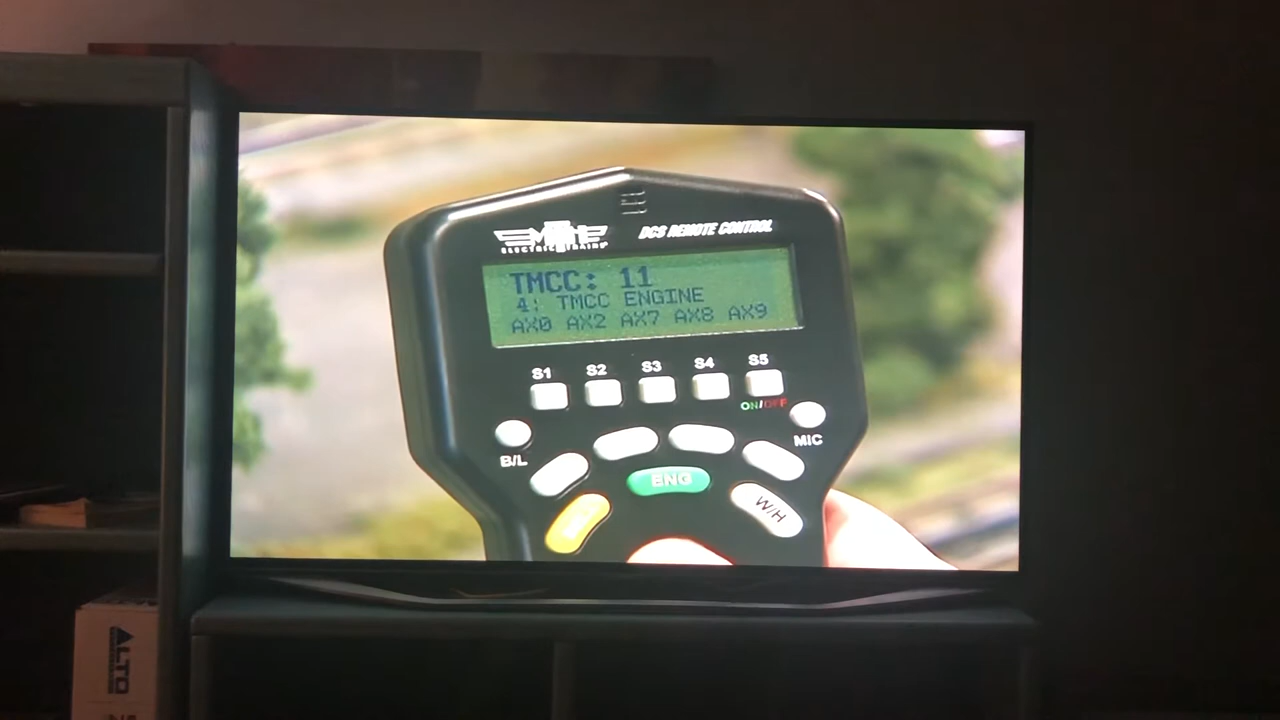 MTH
ELECTRIC TRAINS
DCS REMOTE CONTROL
TMCC: 11
4: TMCC ENGINE
AX0 AX2 AX7 AX8 AX9
S1 S2 S3 S4 S5
ON/OFF
B/L
MIC
ENG
W/H
ALTO